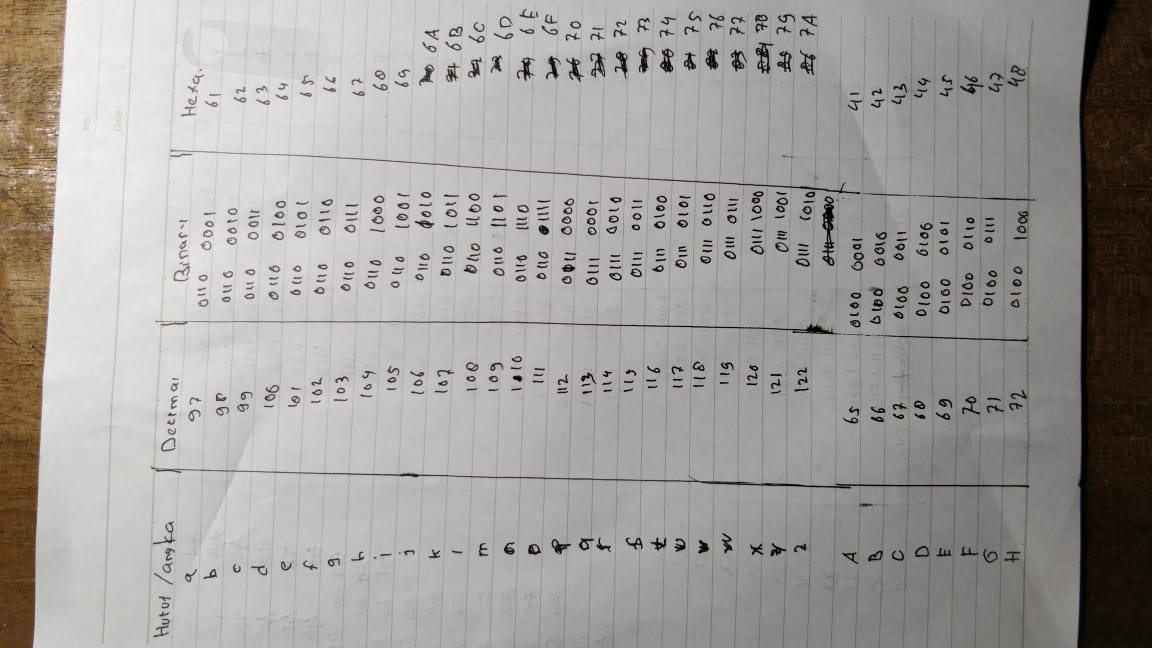 No.
Date
Huruf /angka Decimal Binary Hexa.
a 97 0110 0001 61
b 98 0110 0010 62
c 99 0110 0011 63
d 100 0110 0100 64
e 101 0110 0101 65
f 102 0110 0110 66
g 103 0110 0111 67
h 104 0110 1000 68
i 105 0110 1001 69
j 106 0110 1010 6A
k 107 0110 1011 6B
l 108 0110 1100 6C
m 109 0110 1101 6D
n 110 0110 1110 6E
o 111 0110 1111 6F
p 112 0011 0000 70
q 113 0111 0001 71
r 114 0111 0010 72
s 115 0111 0011 73
t 116 0111 0100 74
u 117 0111 0101 75
v 118 0111 0110 76
w 119 0111 0111 77
x 120 0111 1000 78
y 121 0111 1001 79
z 122 0111 1010 7A
A 65 0100 0001 41
B 66 0100 0010 42
C 67 0100 0011 43
D 68 0100 0100 44
E 69 0100 0101 45
F 70 0100 0110 46
G 71 0100 0111 47
H 72 0100 1000 48